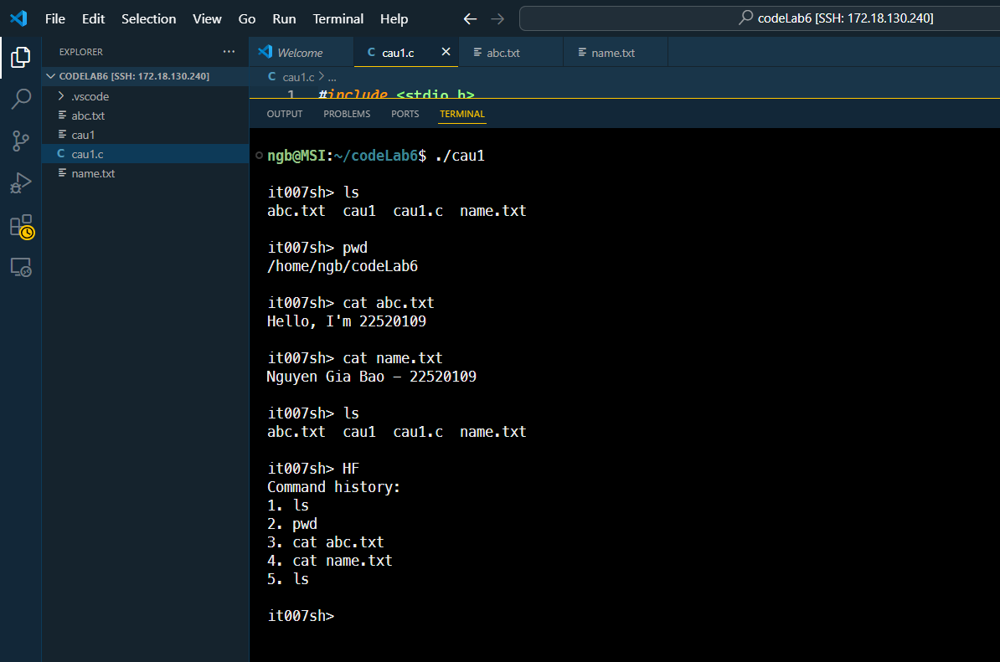 File Edit Selection View Go Run Terminal Help codeLab6 [SSH: 172.18.130.240]
EXPLORER ···
Welcome cau1.c abc.txt name.txt
CODELAB6 [SSH: 172.18.130.240]
.vscode
abc.txt
cau1
C cau1.c
name.txt
C cau1.c > ...
1 #include <stdio.h>
OUTPUT PROBLEMS PORTS TERMINAL
ngb@MSI:~/codeLab6$ ./cau1
it007sh> ls
abc.txt cau1 cau1.c name.txt
it007sh> pwd
/home/ngb/codeLab6
it007sh> cat abc.txt
Hello, I'm 22520109
it007sh> cat name.txt
Nguyen Gia Bao - 22520109
it007sh> ls
abc.txt cau1 cau1.c name.txt
it007sh> HF
Command history:
1. ls
2. pwd
3. cat abc.txt
4. cat name.txt
5. ls
it007sh>